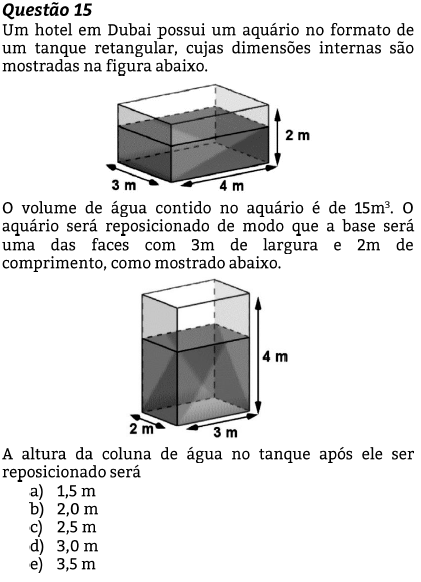 Questão 15
Um hotel em Dubai possui um aquário no formato de
um tanque retangular, cujas dimensões internas são
mostradas na figura abaixo.
2 m
3 m
4 m
O volume de água contido no aquário é de 15m³. O
aquário será reposicionado de modo que a base será
uma das faces com 3m de largura e 2m de
comprimento, como mostrado abaixo.
4 m
2 m
3 m
A altura da coluna de água no tanque após ele ser
reposicionado será
a) 1,5 m
b) 2,0 m
c) 2,5 m
d) 3,0 m
e) 3,5 m